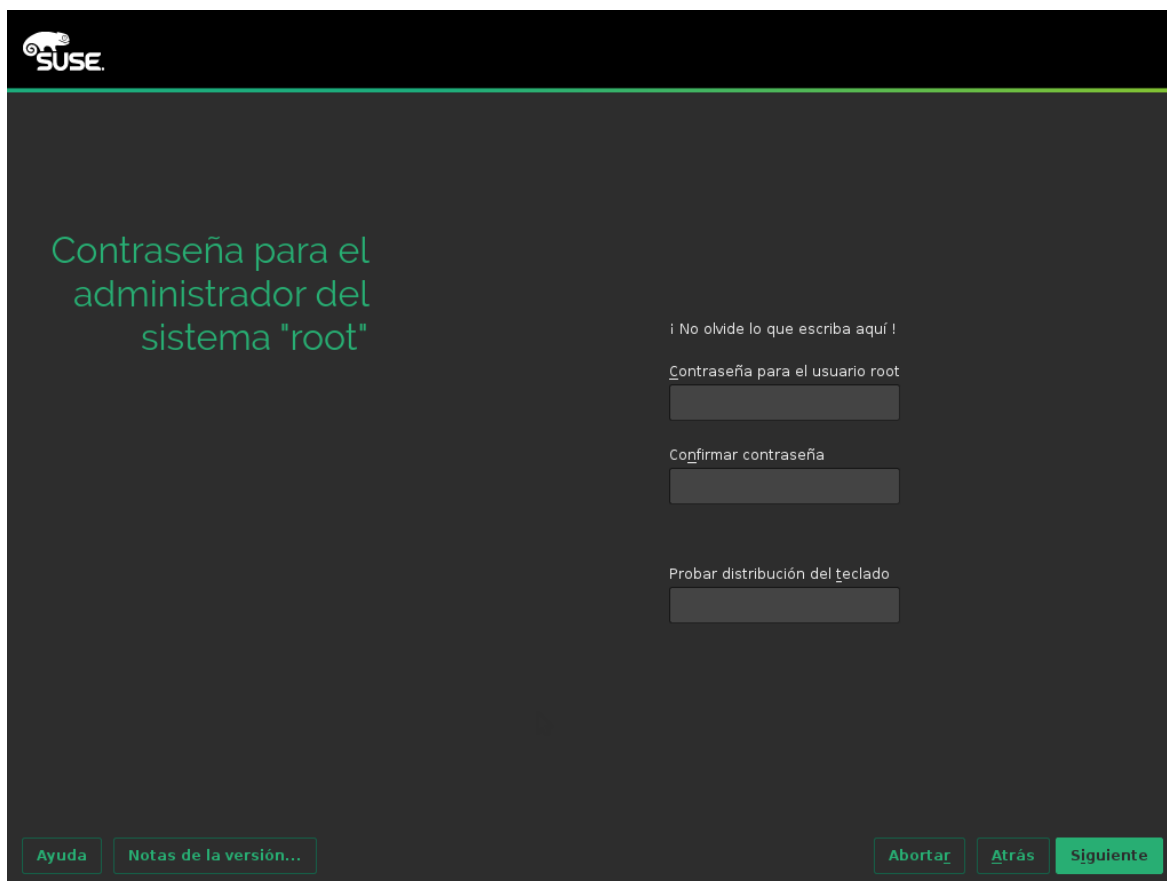 SUSE.
Contraseña para el
administrador del
sistema "root"
¡ No olvide lo que escriba aquí !
Contraseña para el usuario root
Confirmar contraseña
Probar distribución del teclado
Ayuda
Notas de la versión...
Abortar
Atrás
Siguiente